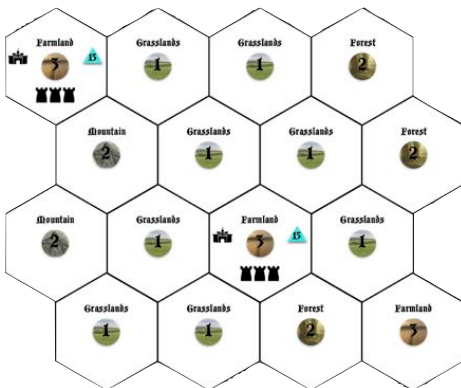 Farmland Grasslands Grasslands Forest
3 15 1 1 2
Mountain Grasslands Grasslands Forest
2 1 1 2
Mountain Grasslands Farmland Grasslands
2 1 3 15 1
Grasslands Grasslands Forest Farmland
1 1 2 3